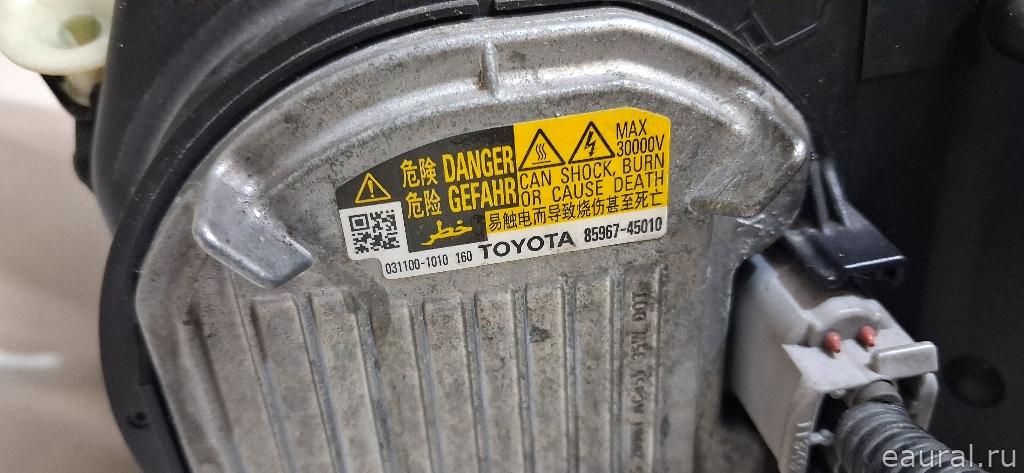 危険 DANGER
危险 GEFAHR
خطر
MAX
30000V
CAN SHOCK, BURN
OR CAUSE DEATH
易触电而导致烧伤甚至死亡
031100-1010 160 TOYOTA 85967-45010
eaural.ru